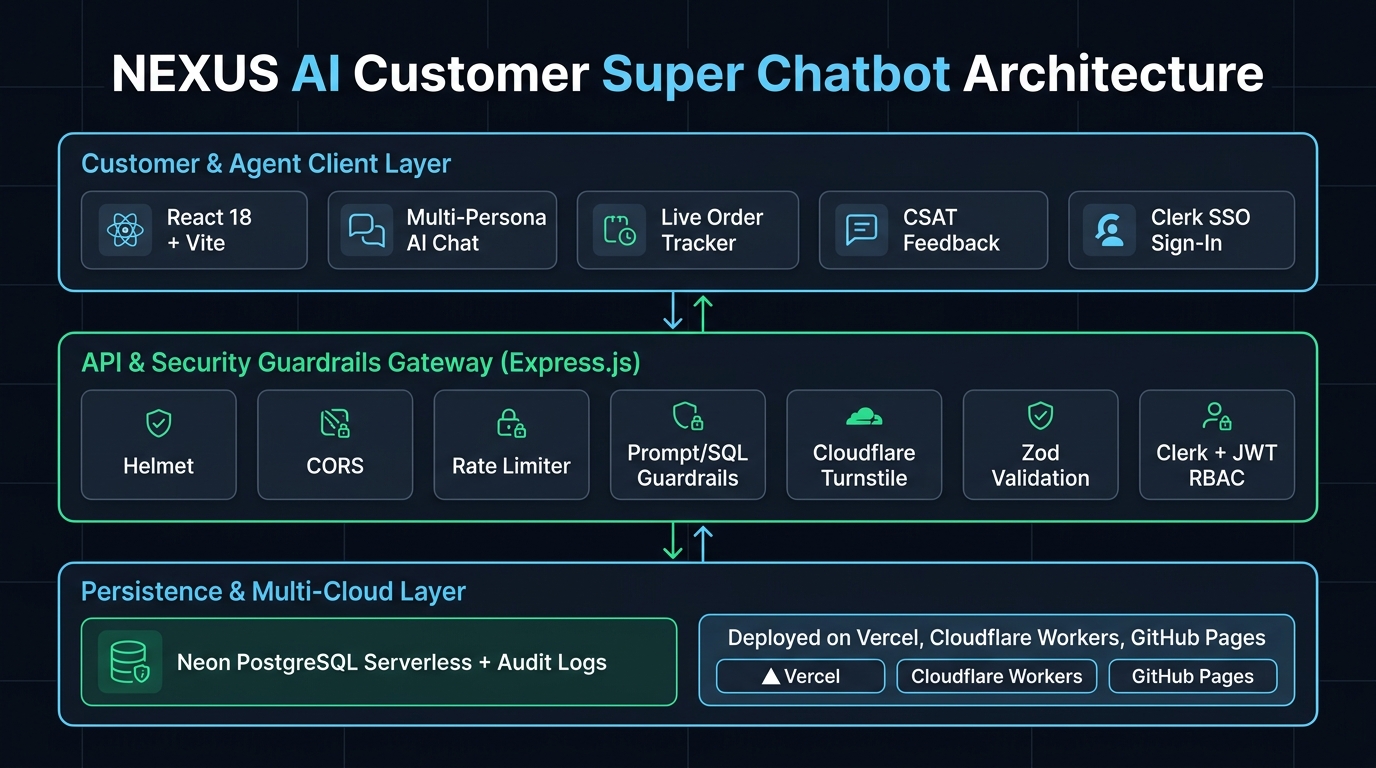 NEXUS AI Customer Super Chatbot Architecture
Customer & Agent Client Layer
React 18
+ Vite
Multi-Persona
AI Chat
Live Order
Tracker
CSAT
Feedback
Clerk SSO
Sign-In
API & Security Guardrails Gateway (Express.js)
Helmet
CORS
Rate Limiter
Prompt/SQL
Guardrails
Cloudflare
Turnstile
Zod
Validation
Clerk + JWT
RBAC
Persistence & Multi-Cloud Layer
Neon PostgreSQL Serverless + Audit Logs
Deployed on Vercel, Cloudflare Workers, GitHub Pages
Vercel
Cloudflare Workers
GitHub Pages